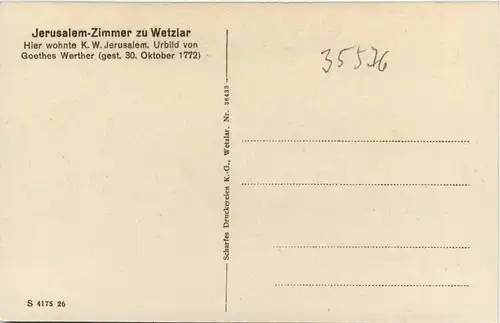 Jerusalem-Zimmer zu Wetzlar
Hier wohnte K. W. Jerusalem, Urbild von
Goethes Werther (gest. 30. Oktober 1772)
35576
Scharfes Druckereien K.-G., Wetzlar. Nr. 38433
S 4175 26